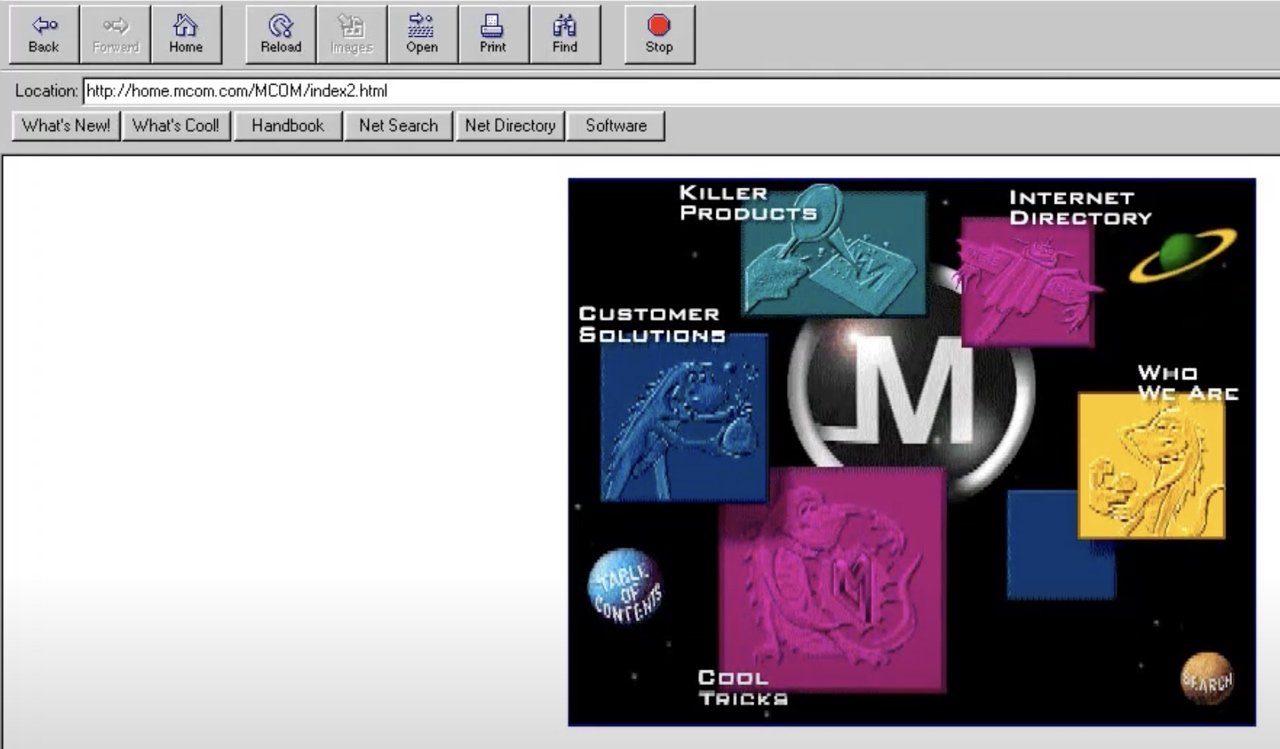 Back
Forward
Home
Reload
Images
Open
Print
Find
Stop
Location: http://home.mcom.com/MCOM/index2.html
What's New!
What's Cool!
Handbook
Net Search
Net Directory
Software
KILLER
PRODUCTS
INTERNET
DIRECTORY
CUSTOMER
SOLUTIONS
M
WHO
WE ARE
M
TABLE
OF
CONTENTS
COOL
TRICKS
SEARCH